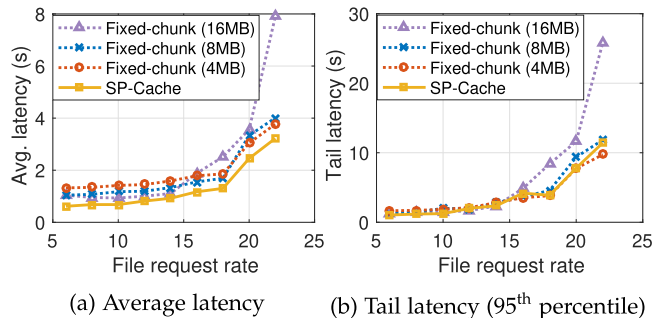 8
6
4
2
0
Avg. latency (s)
Fixed-chunk (16MB)
Fixed-chunk (8MB)
Fixed-chunk (4MB)
SP-Cache
5 10 15 20 25
File request rate
(a) Average latency
30
20
10
0
Tail latency (s)
Fixed-chunk (16MB)
Fixed-chunk (8MB)
Fixed-chunk (4MB)
SP-Cache
5 10 15 20 25
File request rate
(b) Tail latency (95th percentile)